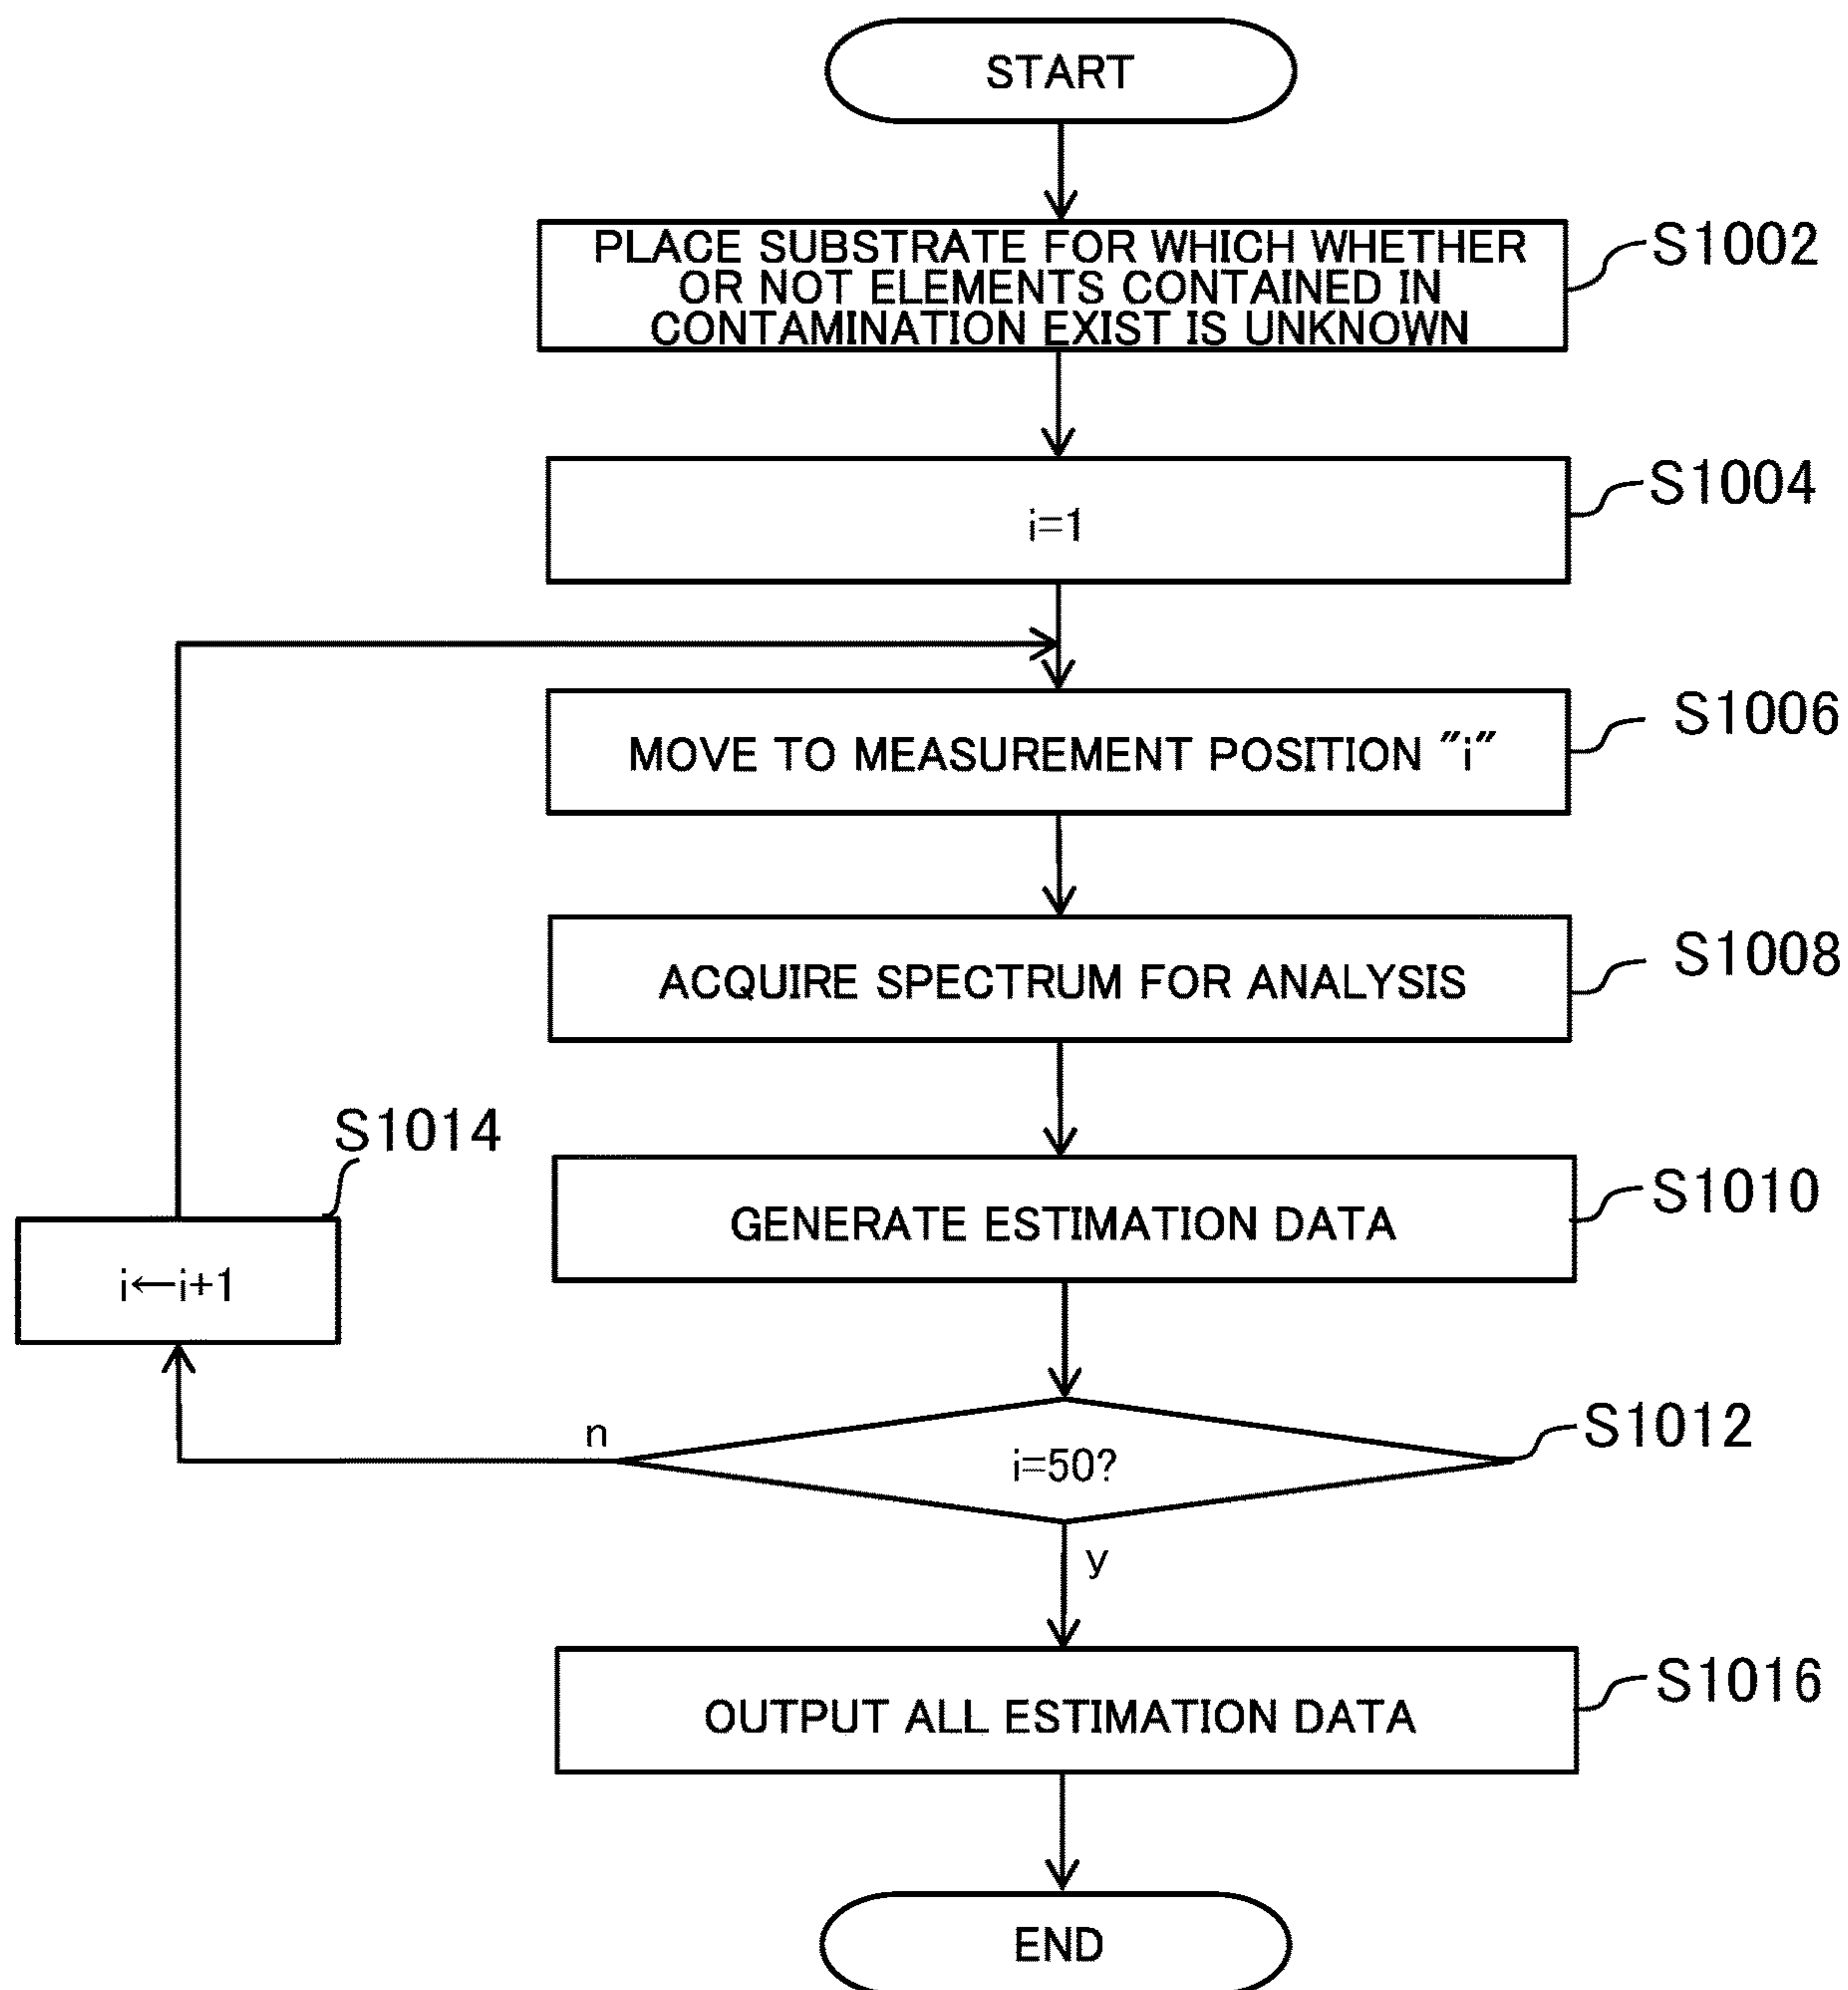 START
PLACE SUBSTRATE FOR WHICH WHETHER
OR NOT ELEMENTS CONTAINED IN
CONTAMINATION EXIST IS UNKNOWN
S1002
i=1
S1004
MOVE TO MEASUREMENT POSITION "i"
S1006
ACQUIRE SPECTRUM FOR ANALYSIS
S1008
GENERATE ESTIMATION DATA
S1010
S1014
i←i+1
n
i=50?
S1012
y
OUTPUT ALL ESTIMATION DATA
S1016
END